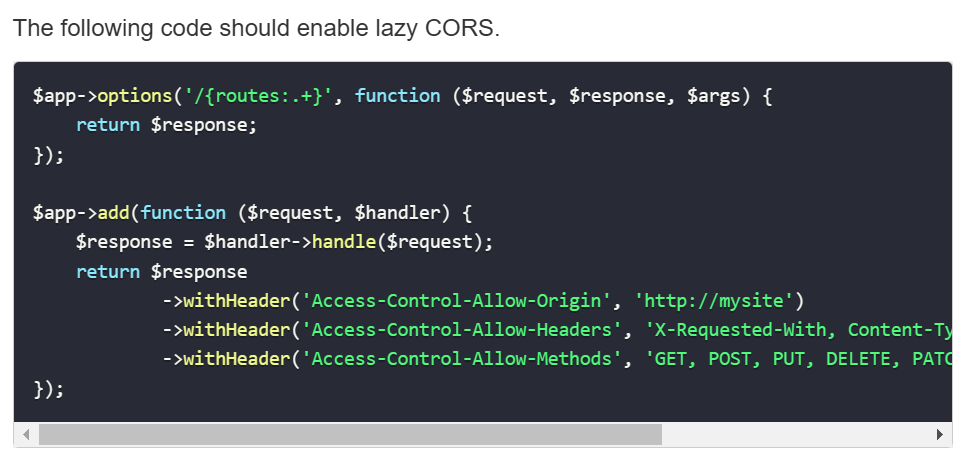 The following code should enable lazy CORS.
$app->options('/{routes:.+}', function ($request, $response, $args) {
    return $response;
});

$app->add(function ($request, $handler) {
    $response = $handler->handle($request);
    return $response
            ->withHeader('Access-Control-Allow-Origin', 'http://mysite')
            ->withHeader('Access-Control-Allow-Headers', 'X-Requested-With, Content-Ty
            ->withHeader('Access-Control-Allow-Methods', 'GET, POST, PUT, DELETE, PATC
});